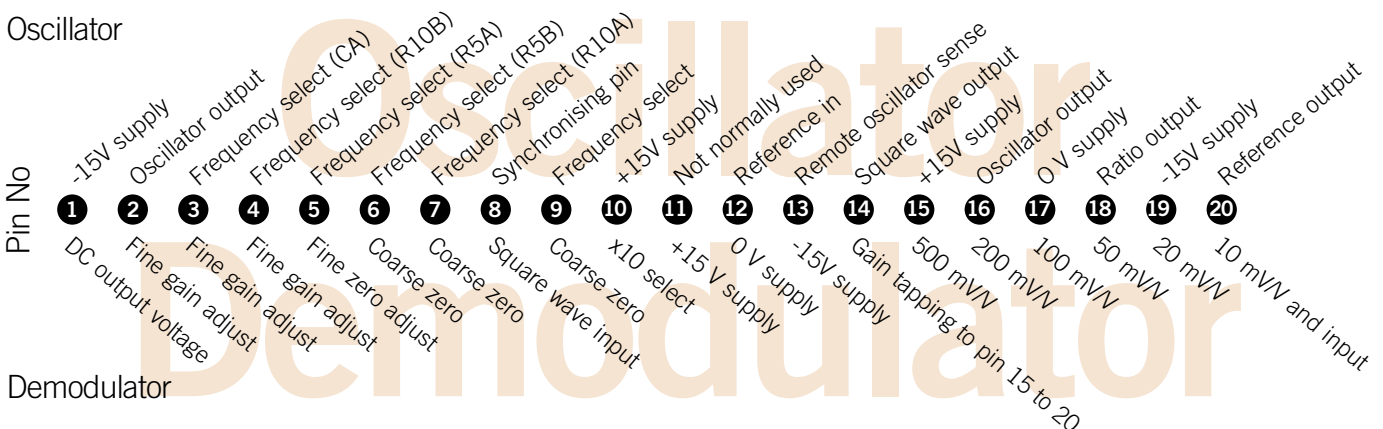 Oscillator
Oscillator
-15V supply
Oscillator output
Frequency select (CA)
Frequency select (R10B)
Frequency select (R5A)
Frequency select (R5B)
Frequency select (R10A)
Synchronising pin
Frequency select
+15V supply
Not normally used
Reference in
Remote oscillator sense
Square wave output
+15V supply
Oscillator output
0 V supply
Ratio output
-15V supply
Reference output
Pin No
1 2 3 4 5 6 7 8 9 10 11 12 13 14 15 16 17 18 19 20
DC output voltage
Fine gain adjust
Fine gain adjust
Fine gain adjust
Fine zero adjust
Coarse zero
Coarse zero
Square wave input
Coarse zero
x10 select
+15 V supply
0 V supply
-15V supply
Gain tapping to pin 15 to 20
500 mV/V
200 mV/V
100 mV/V
50 mV/V
20 mV/V
10 mV/V and input
Demodulator
Demodulator